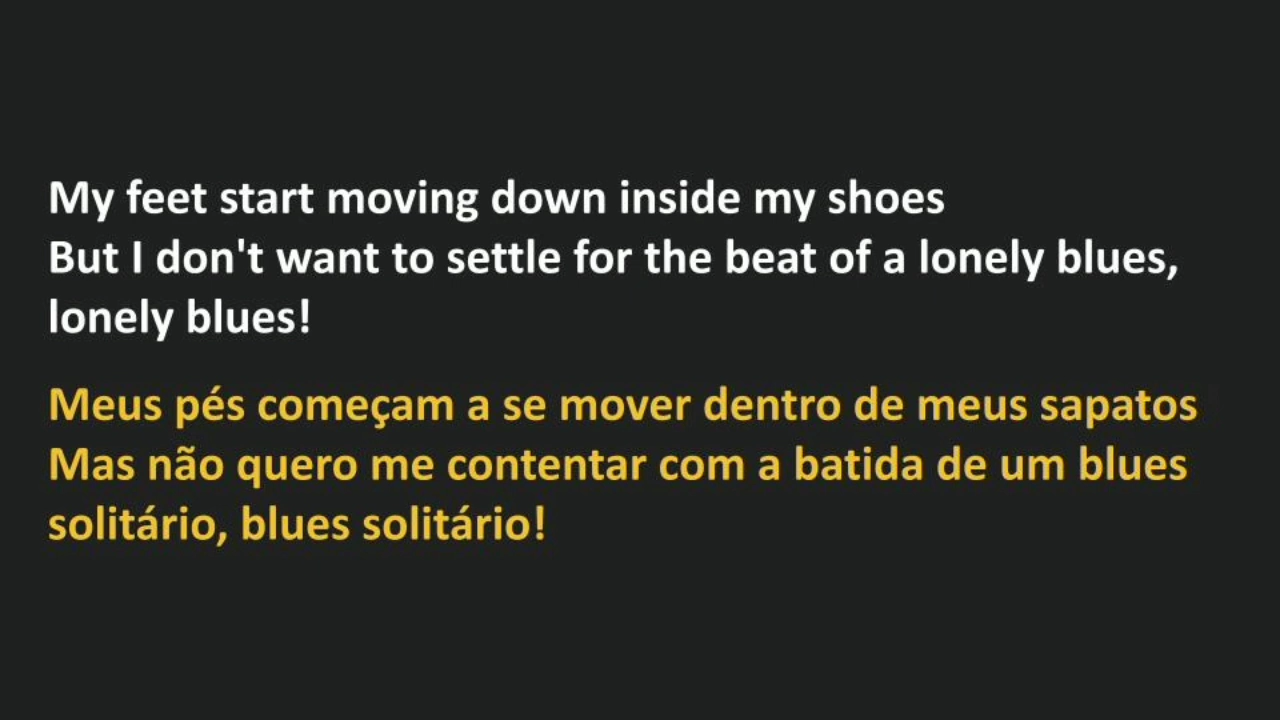 My feet start moving down inside my shoes
But I don't want to settle for the beat of a lonely blues,
lonely blues!
Meus pés começam a se mover dentro de meus sapatos
Mas não quero me contentar com a batida de um blues
solitário, blues solitário!